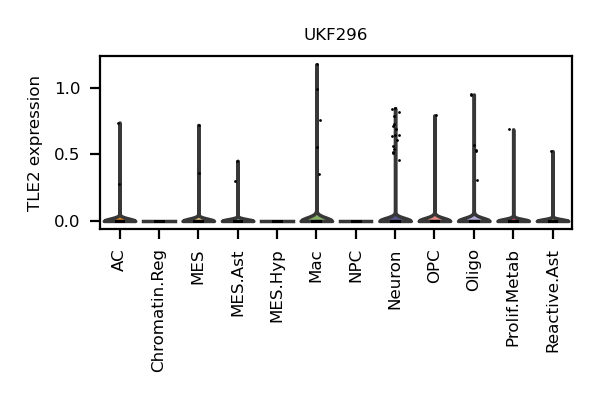 UKF296
TLE2 expression
1.0
0.5
0.0
AC
Chromatin.Reg
MES
MES.Ast
MES.Hyp
Mac
NPC
Neuron
OPC
Oligo
Prolif.Metab
Reactive.Ast